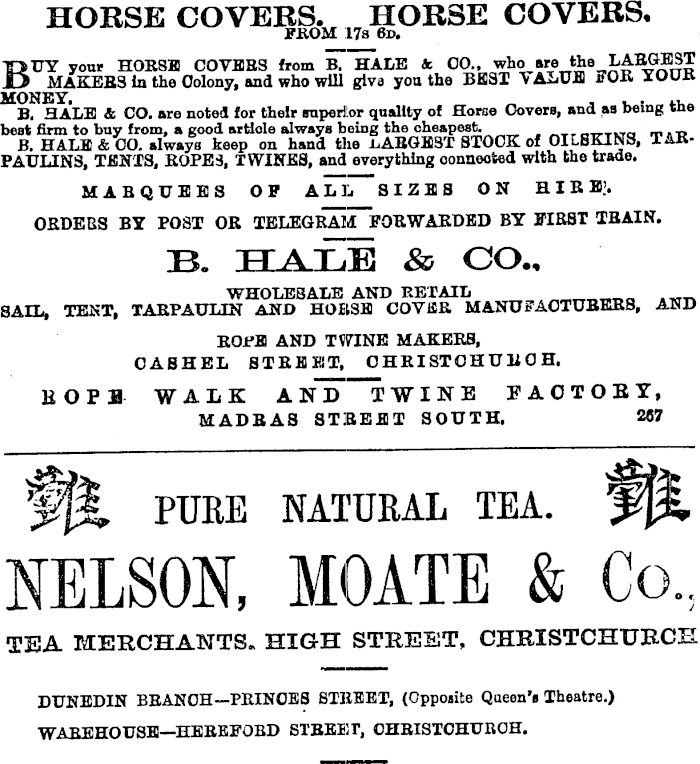 HORSE COVERS. HORSE COVERS.
FROM 17s 6D.
BUY your HORSE COVERS from B. HALE & CO., who are the LARGEST
MAKERS in the Colony, and who will give you the BEST VALUE FOR YOUR
MONEY.
B. HALE & CO. are noted for their superior quality of Horse Covers, and as being the
best firm to buy from, a good article always being the cheapest.
B. HALE & CO. always keep on hand the LARGEST STOCK of OILSKINS, TAR-
PAULINS, TENTS, ROPES, TWINES, and everything connected with the trade.
MARQUEES OF ALL SIZES ON HIRE.
ORDERS BY POST OR TELEGRAM FORWARDED BY FIRST TRAIN.
B. HALE & CO.,
WHOLESALE AND RETAIL
SAIL, TENT, TARPAULIN AND HORSE COVER MANUFACTURERS, AND
ROPE AND TWINE MAKERS,
CASHEL STREET, CHRISTCHURCH.
ROPE WALK AND TWINE FACTORY,
MADRAS STREET SOUTH. 267
難 PURE NATURAL TEA. 難
NELSON, MOATE & Co.,
TEA MERCHANTS. HIGH STREET, CHRISTCHURCH
DUNEDIN BRANCH—PRINCES STREET, (Opposite Queen's Theatre.)
WAREHOUSE—HEREFORD STREET, CHRISTCHURCH.